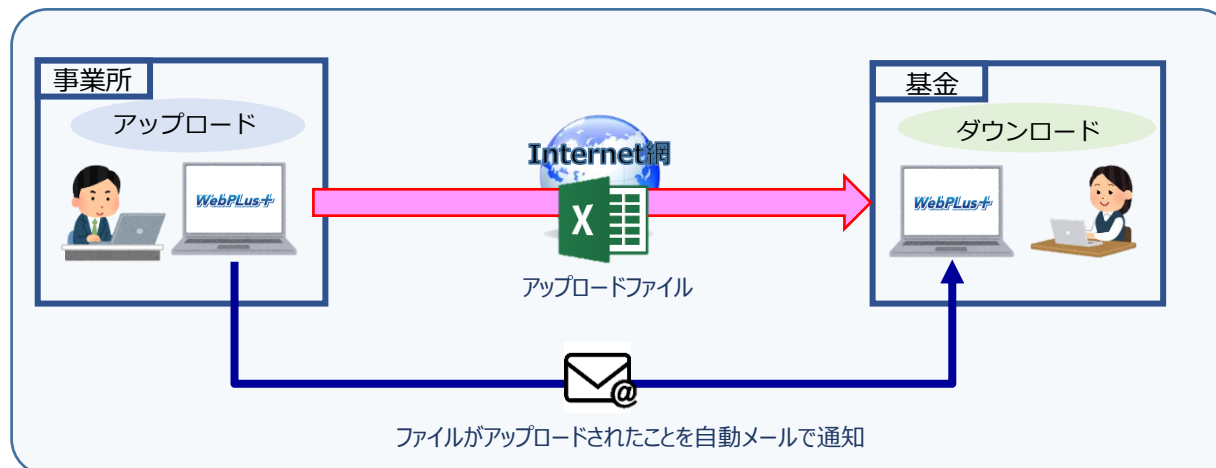 事業所
アップロード
WebPLus+
Internet網
X
アップロードファイル
基金
ダウンロード
WebPLus+
@
ファイルがアップロードされたことを自動メールで通知